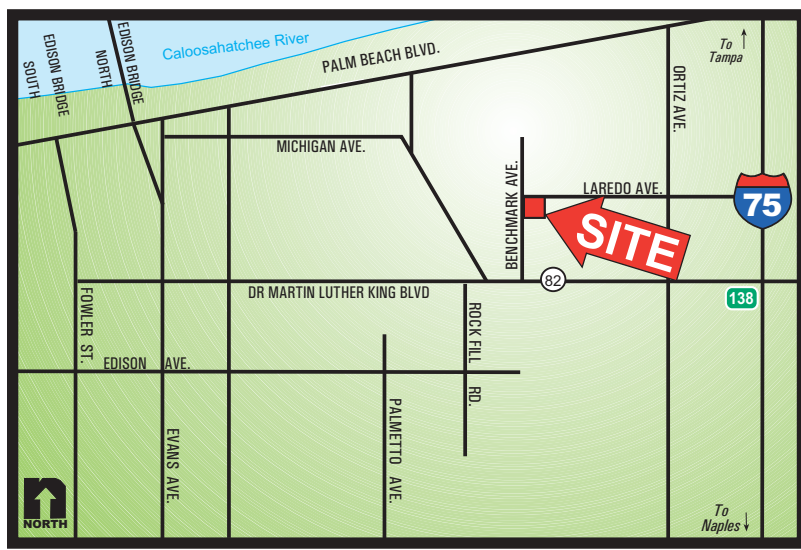 Caloosahatchee River
EDISON BRIDGE
SOUTH
EDISON BRIDGE
NORTH
PALM BEACH BLVD.
To
Tampa
ORTIZ AVE.
MICHIGAN AVE.
BENCHMARK AVE.
LAREDO AVE.
75
SITE
82
DR MARTIN LUTHER KING BLVD
138
FOWLER ST.
ROCK FILL RD.
EDISON AVE.
EVANS AVE.
PALMETTO AVE.
n
NORTH
To
Naples